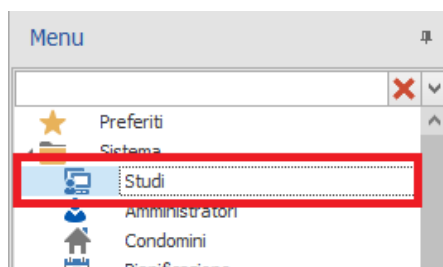 Menu
Preferiti
Sistema
Studi
Amministratori
Condomini